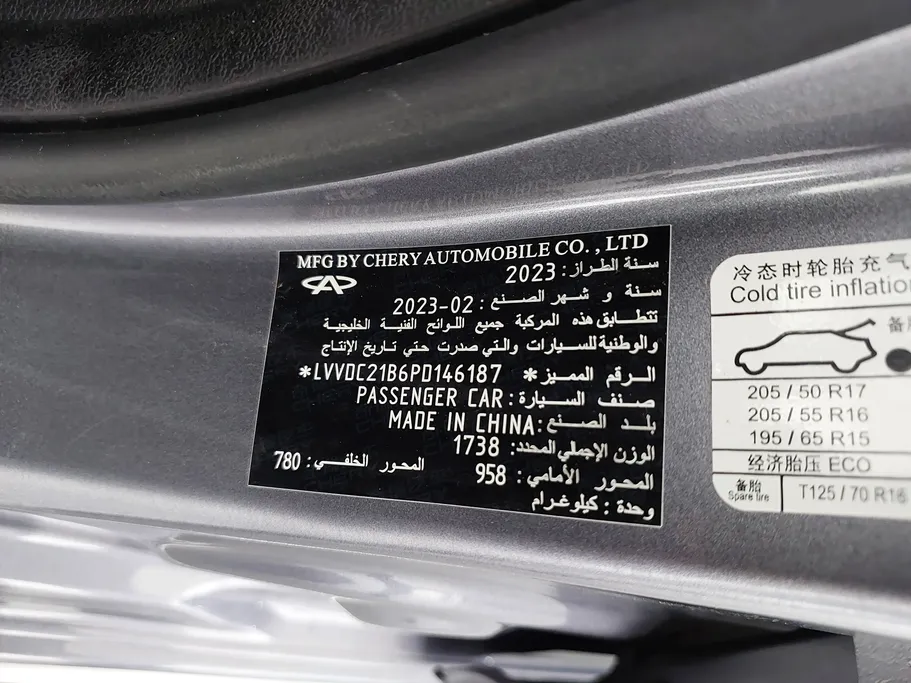 MFG BY CHERY AUTOMOBILE CO. , LTD
سنة الطراز : 2023
سنة و شهر الصنع : 2023-02
تتطابق هذه المركبة جميع اللوائح الفنية الخليجية
والوطنية للسيارات والتي صدرت حتي تاريخ الإنتاج
الرقم المميز: *LVVDC21B6PD146187*
صنف السيارة : PASSENGER CAR
بلد الصنع : MADE IN CHINA
الوزن الإجمالي المحدد: 1738
المحور الأمامي: 958 المحور الخلفي : 780
وحدة : كيلوغرام
冷态时轮胎充气
Cold tire inflation
备胎
205 / 50 R17
205 / 55 R16
195 / 65 R15
经济胎压 ECO
备胎
Spare tire
T125 / 70 R16